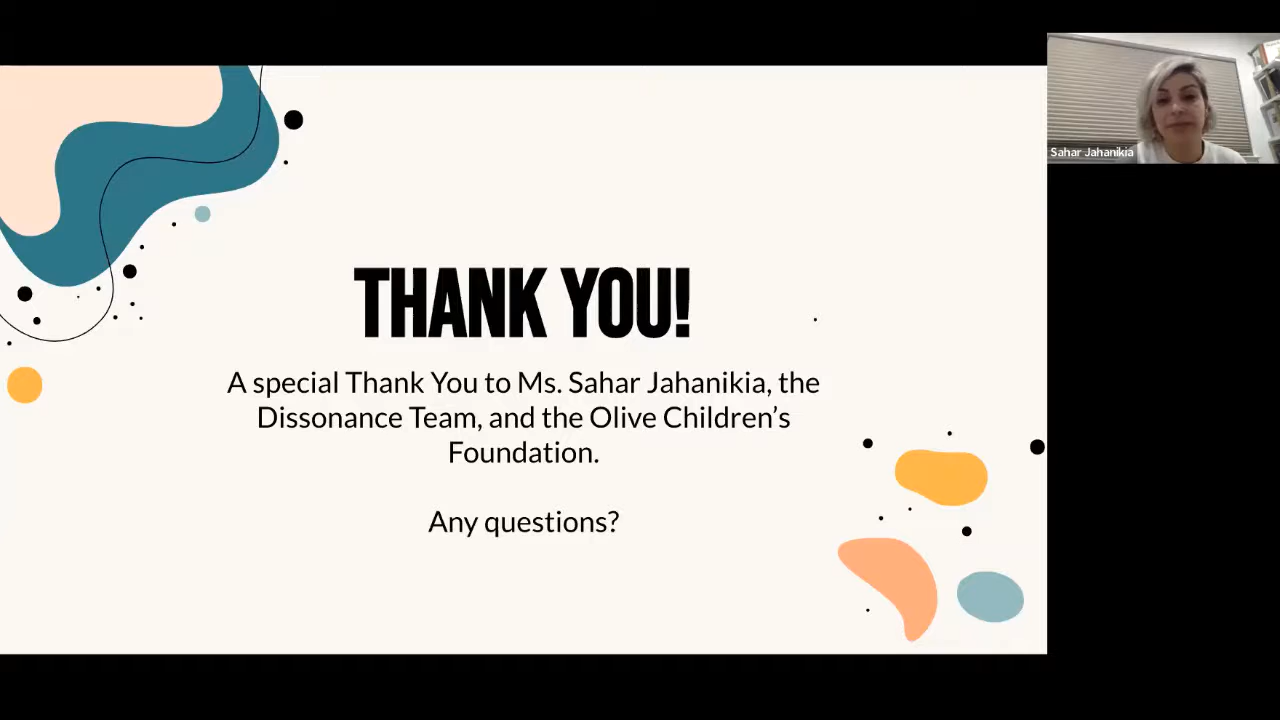 THANK YOU!
A special Thank You to Ms. Sahar Jahanikia, the
Dissonance Team, and the Olive Children’s
Foundation.
Any questions?
Sahar Jahanikia